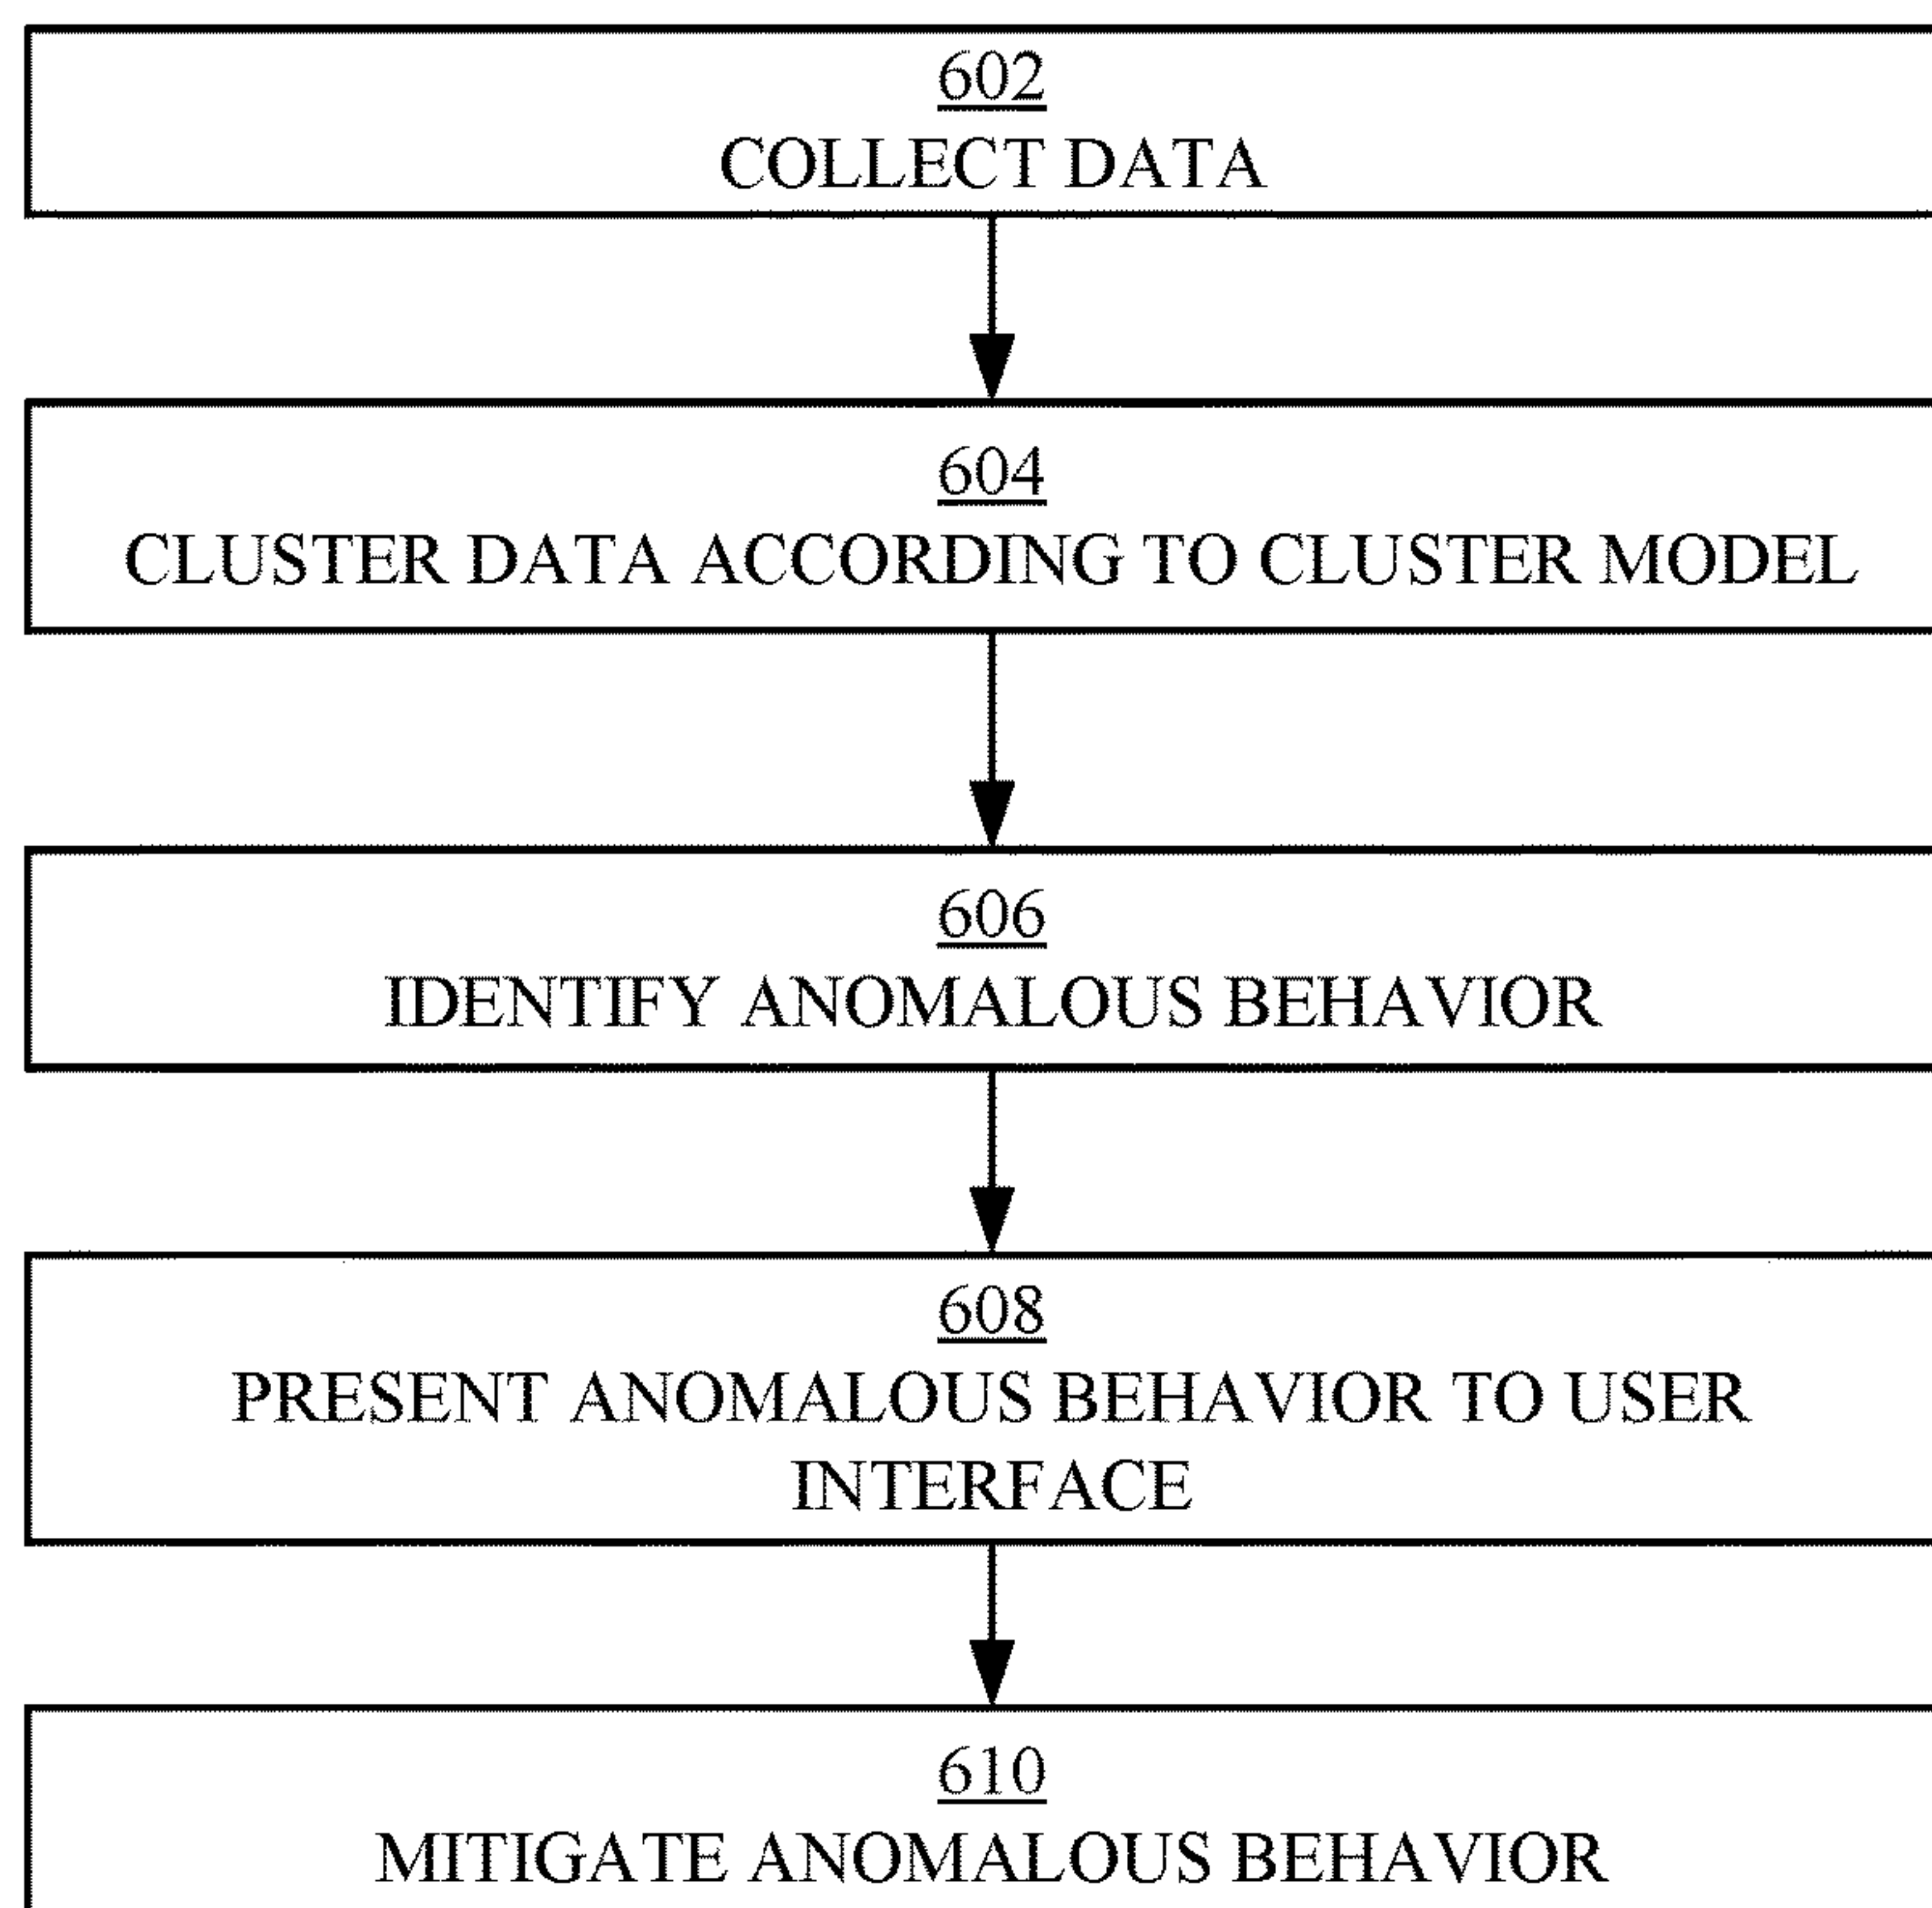 602
COLLECT DATA
604
CLUSTER DATA ACCORDING TO CLUSTER MODEL
606
IDENTIFY ANOMALOUS BEHAVIOR
608
PRESENT ANOMALOUS BEHAVIOR TO USER
INTERFACE
610
MITIGATE ANOMALOUS BEHAVIOR